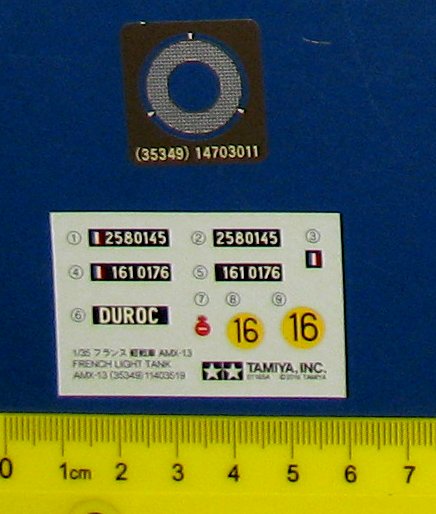 (35349) 14703011
① 2580145 ② 2580145 ③
④ 1610176 ⑤ 1610176
⑥ DUROC ⑦ ⑧ 16 ⑨ 16
1/35 フランス 軽戦車 AMX-13
FRENCH LIGHT TANK
AMX-13 (35349) 11403519
TAMIYA, INC.
©2016 TAMIYA
0 1cm 2 3 4 5 6 7